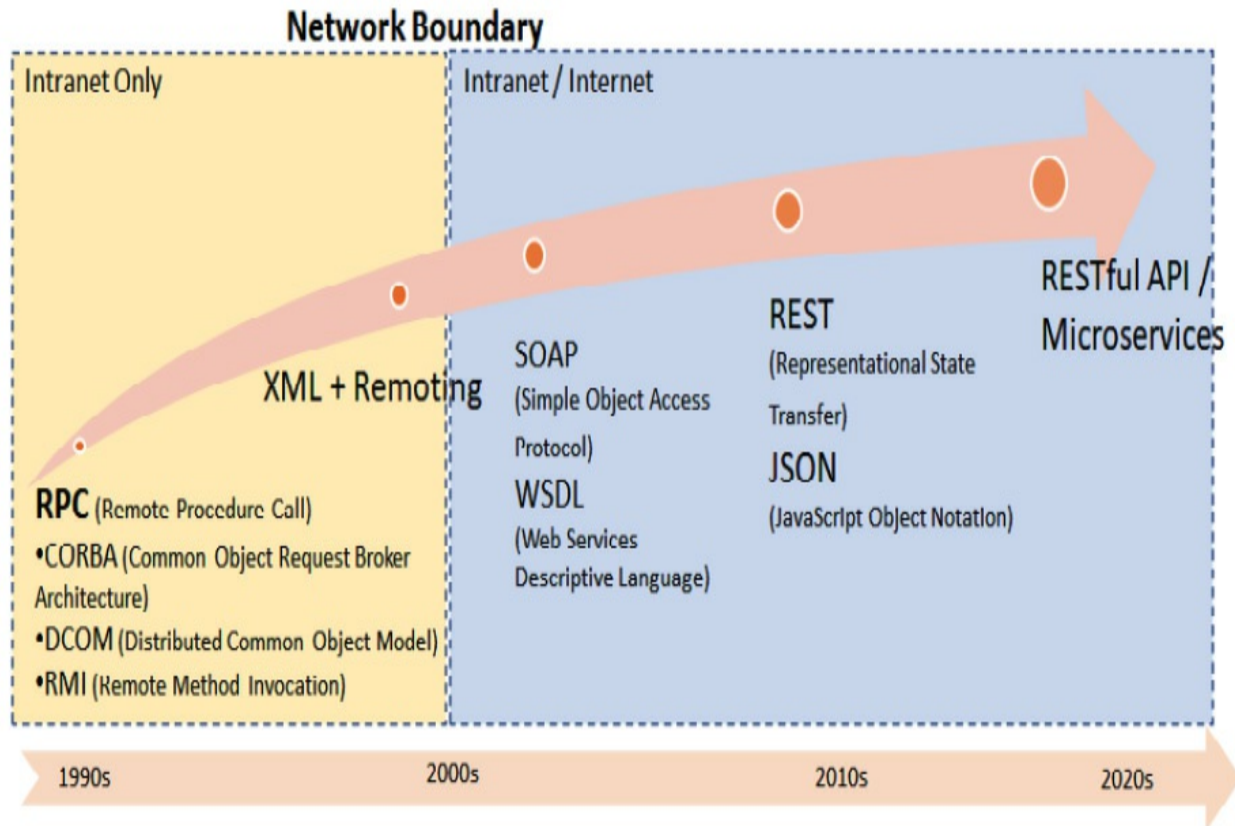 Network Boundary
Intranet Only
Intranet / Internet
XML + Remoting
RPC (Remote Procedure Call)
•CORBA (Common Object Request Broker
Architecture)
•DCOM (Distributed Common Object Model)
•RMI (Remote Method Invocation)
SOAP
(Simple Object Access
Protocol)
WSDL
(Web Services
Descriptive Language)
REST
(Representational State
Transfer)
JSON
(JavaScript Object Notation)
RESTful API /
Microservices
1990s
2000s
2010s
2020s